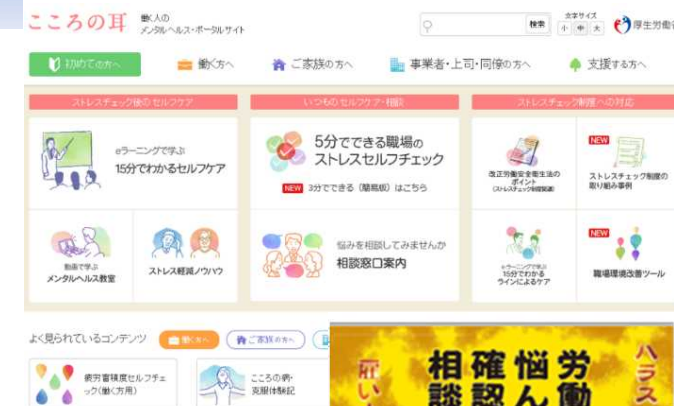 こころの耳
働く人の
メンタルヘルス・ポータルサイト
検索
文字サイズ
小 中 大
厚生労働省
初めての方へ
働く方へ
ご家族の方へ
事業者・上司・同僚の方へ
支援する方へ
ストレスチェック後のセルフケア
いつものセルフケア・相談
ストレスチェック制度への対応
eラーニングで学ぶ
15分でわかるセルフケア
5分でできる職場の
ストレスセルフチェック
NEW 3分でできる(簡易版)はこちら
改正労働安全衛生法の
ポイント
(ストレスチェック制度関連)
NEW
ストレスチェック制度の
取り組み事例
動画で学ぶ
メンタルヘルス教室
ストレス軽減ノウハウ
悩みを相談してみませんか
相談窓口案内
eラーニングで学ぶ
15分でわかる
ラインによるケア
NEW
職場環境改善ツール
よく見られているコンテンツ
働く方へ
ご家族の方へ
疲労蓄積度セルフチェ
ック(働く方用)
こころの病・
克服体験記
ハラス
労働
悩ん
確認
相談
雇い